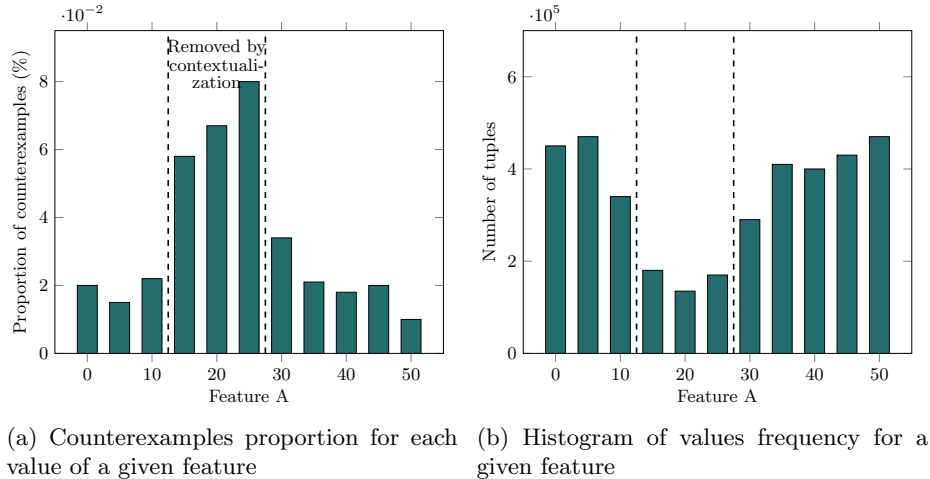 ·10⁻²
Proportion of counterexamples (%)
8
6
4
2
0
Removed by
contextuali-
zation
0 10 20 30 40 50
Feature A
(a) Counterexamples proportion for each
value of a given feature
·10⁵
Number of tuples
6
4
2
0
0 10 20 30 40 50
Feature A
(b) Histogram of values frequency for a
given feature